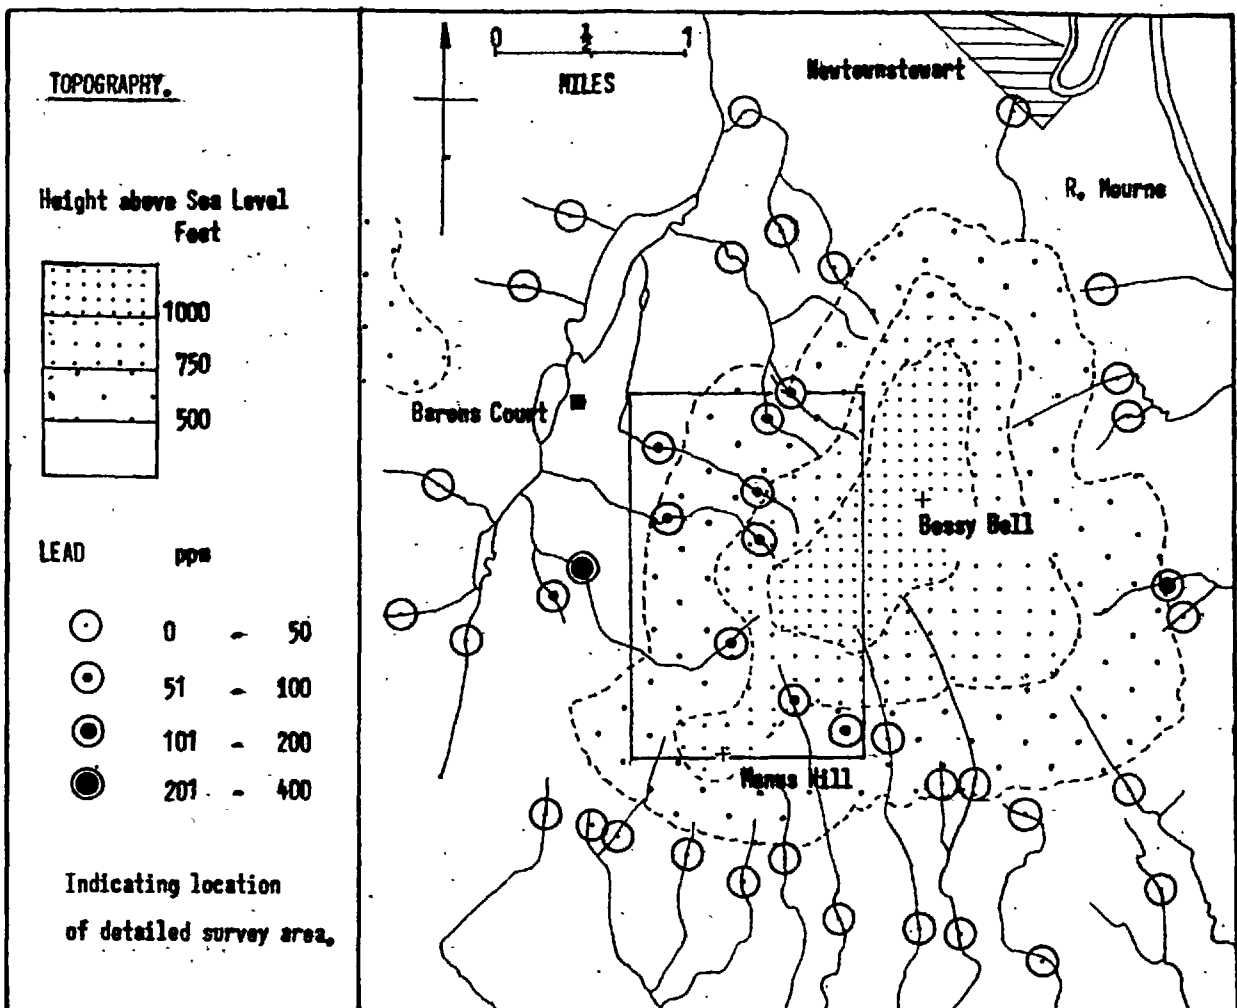 TOPOGRAPHY.
Height above Sea Level
Feet
1000
750
500
LEAD ppm
0 - 50
51 - 100
101 - 200
201 - 400
Indicating location
of detailed survey area.
0 ½ 1
MILES
Newtownstewart
R. Mourne
Barons Court
Bessy Bell
Manus Hill